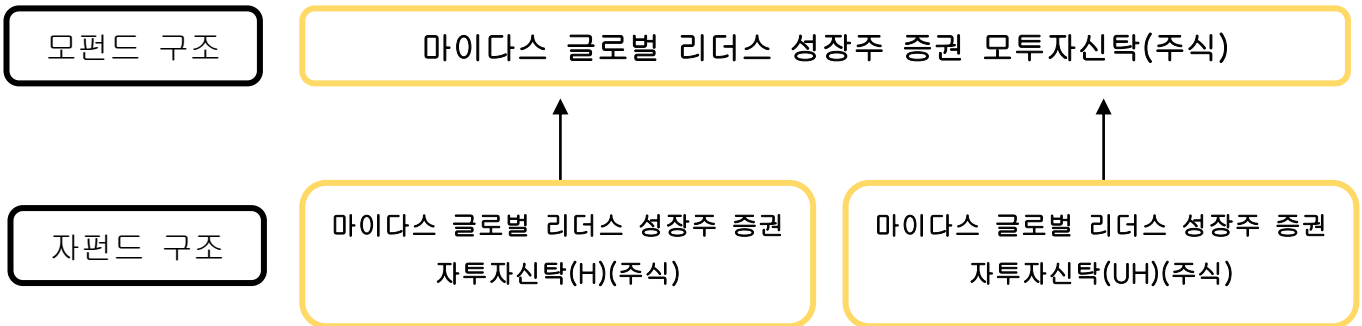 모펀드 구조
마이다스 글로벌 리더스 성장주 증권 모투자신탁(주식)
자펀드 구조
마이다스 글로벌 리더스 성장주 증권
자투자신탁(H)(주식)
마이다스 글로벌 리더스 성장주 증권
자투자신탁(UH)(주식)